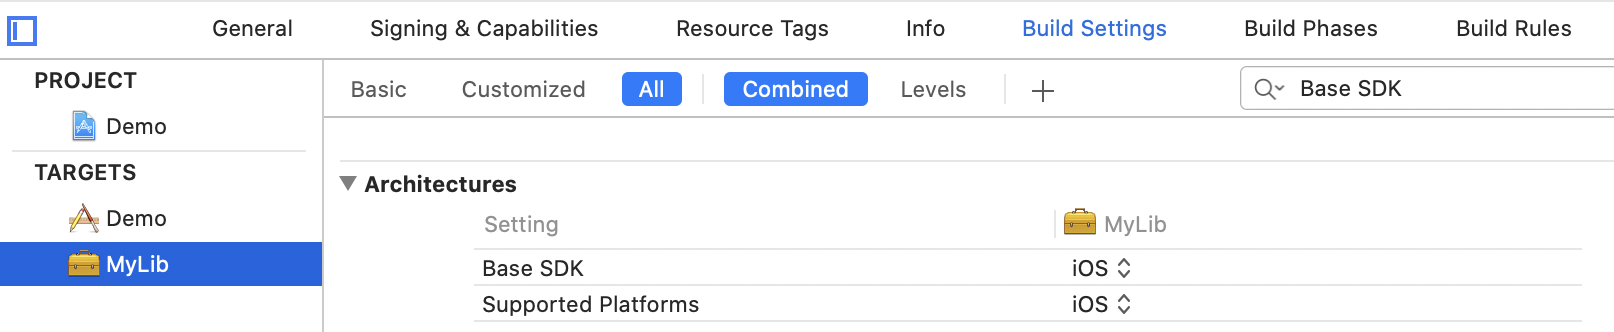 General Signing & Capabilities Resource Tags Info Build Settings Build Phases Build Rules
PROJECT
Demo
TARGETS
Demo
MyLib
Basic Customized All Combined Levels + Base SDK
Architectures
Setting MyLib
Base SDK iOS
Supported Platforms iOS